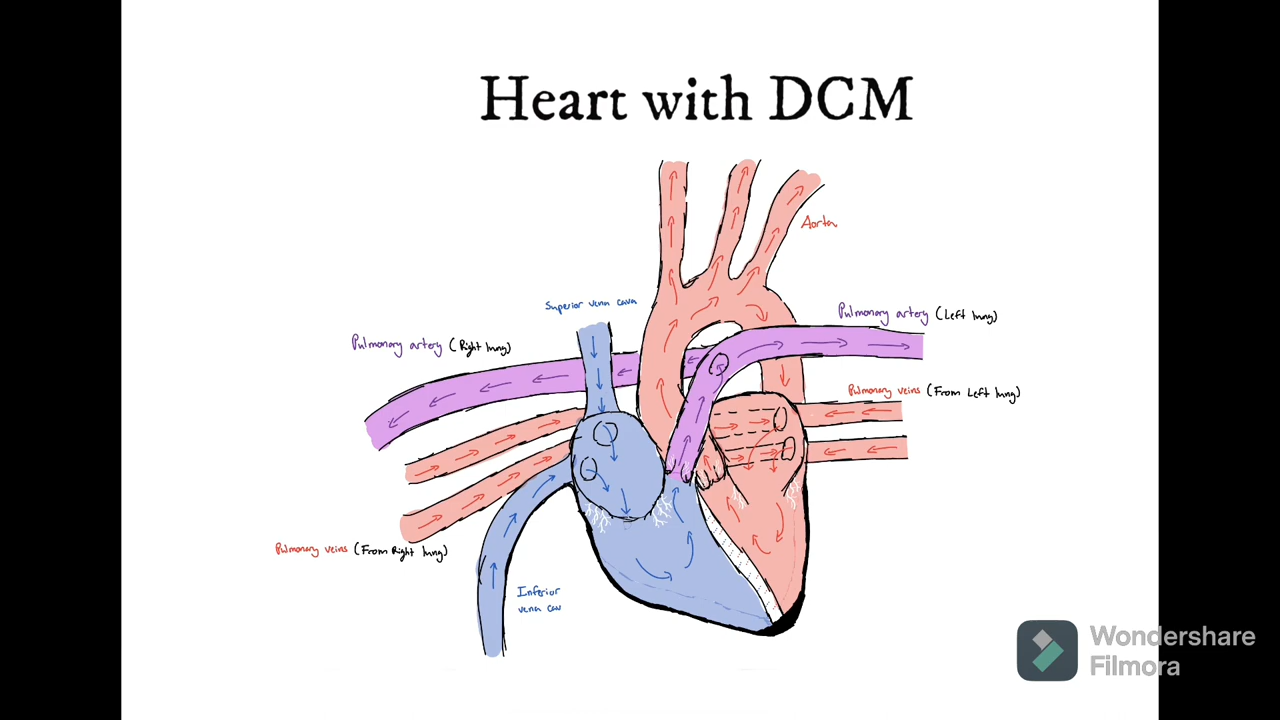 Heart with DCM
Aorta
Superior vena cava
Pulmonary artery (Left lung)
Pulmonary artery (Right lung)
Pulmonary veins (From Left lung)
Pulmonary veins (From Right lung)
Inferior
vena cav
Wondershare
Filmora